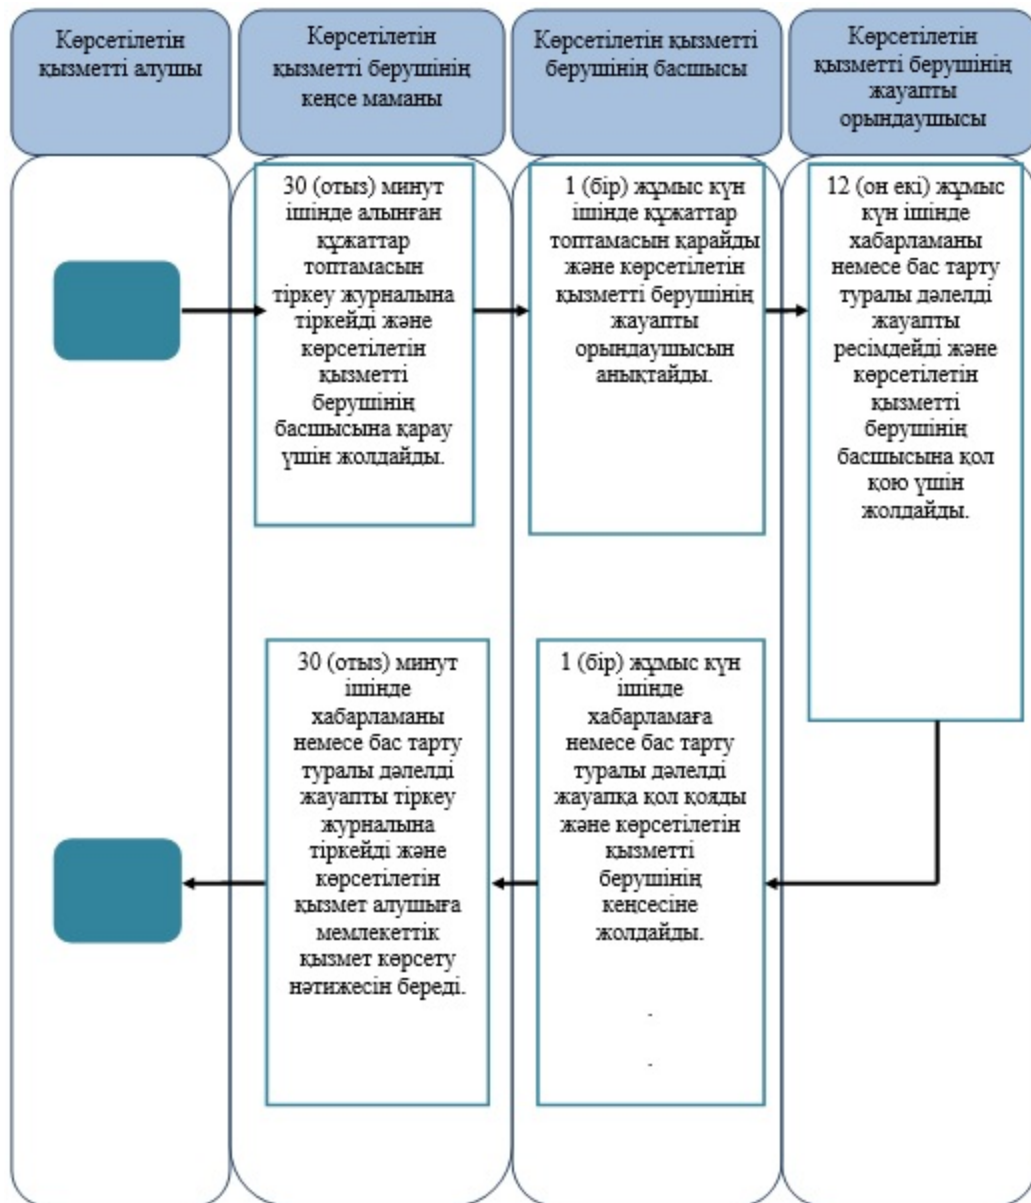 Көрсетілетін
қызметті алушы
Көрсетілетін
қызметті берушінің
кеңсе маманы
Көрсетілетін қызметті
берушінің басшысы
Көрсетілетін
қызметті берушінің
жауапты
орындаушысы
30 (отыз) минут
ішінде алынған
құжаттар
топтамасын
тіркеу журналына
тіркейді және
көрсетілетін
қызметті
берушінің
басшысына қарау
үшін жолдайды.
1 (бір) жұмыс күн
ішінде құжаттар
топтамасын қарайды
және көрсетілетін
қызметті берушінің
жауапты
орындаушысын
анықтайды.
12 (он екі) жұмыс
күн ішінде
хабарламаны
немесе бас тарту
туралы дәлелді
жауапты
ресімдейді және
көрсетілетін
қызметті
берушінің
басшысына қол
қою үшін
жолдайды.
30 (отыз) минут
ішінде
хабарламаны
немесе бас тарту
туралы дәлелді
жауапты тіркеу
журналына
тіркейді және
көрсетілетін
қызмет алушыға
мемлекеттік
қызмет көрсету
нәтижесін береді.
1 (бір) жұмыс күн
ішінде
хабарламаға
немесе бас тарту
туралы дәлелді
жауапқа қол қояды
және көрсетілетін
қызметті
берушінің
кеңсесіне
жолдайды.
.
.